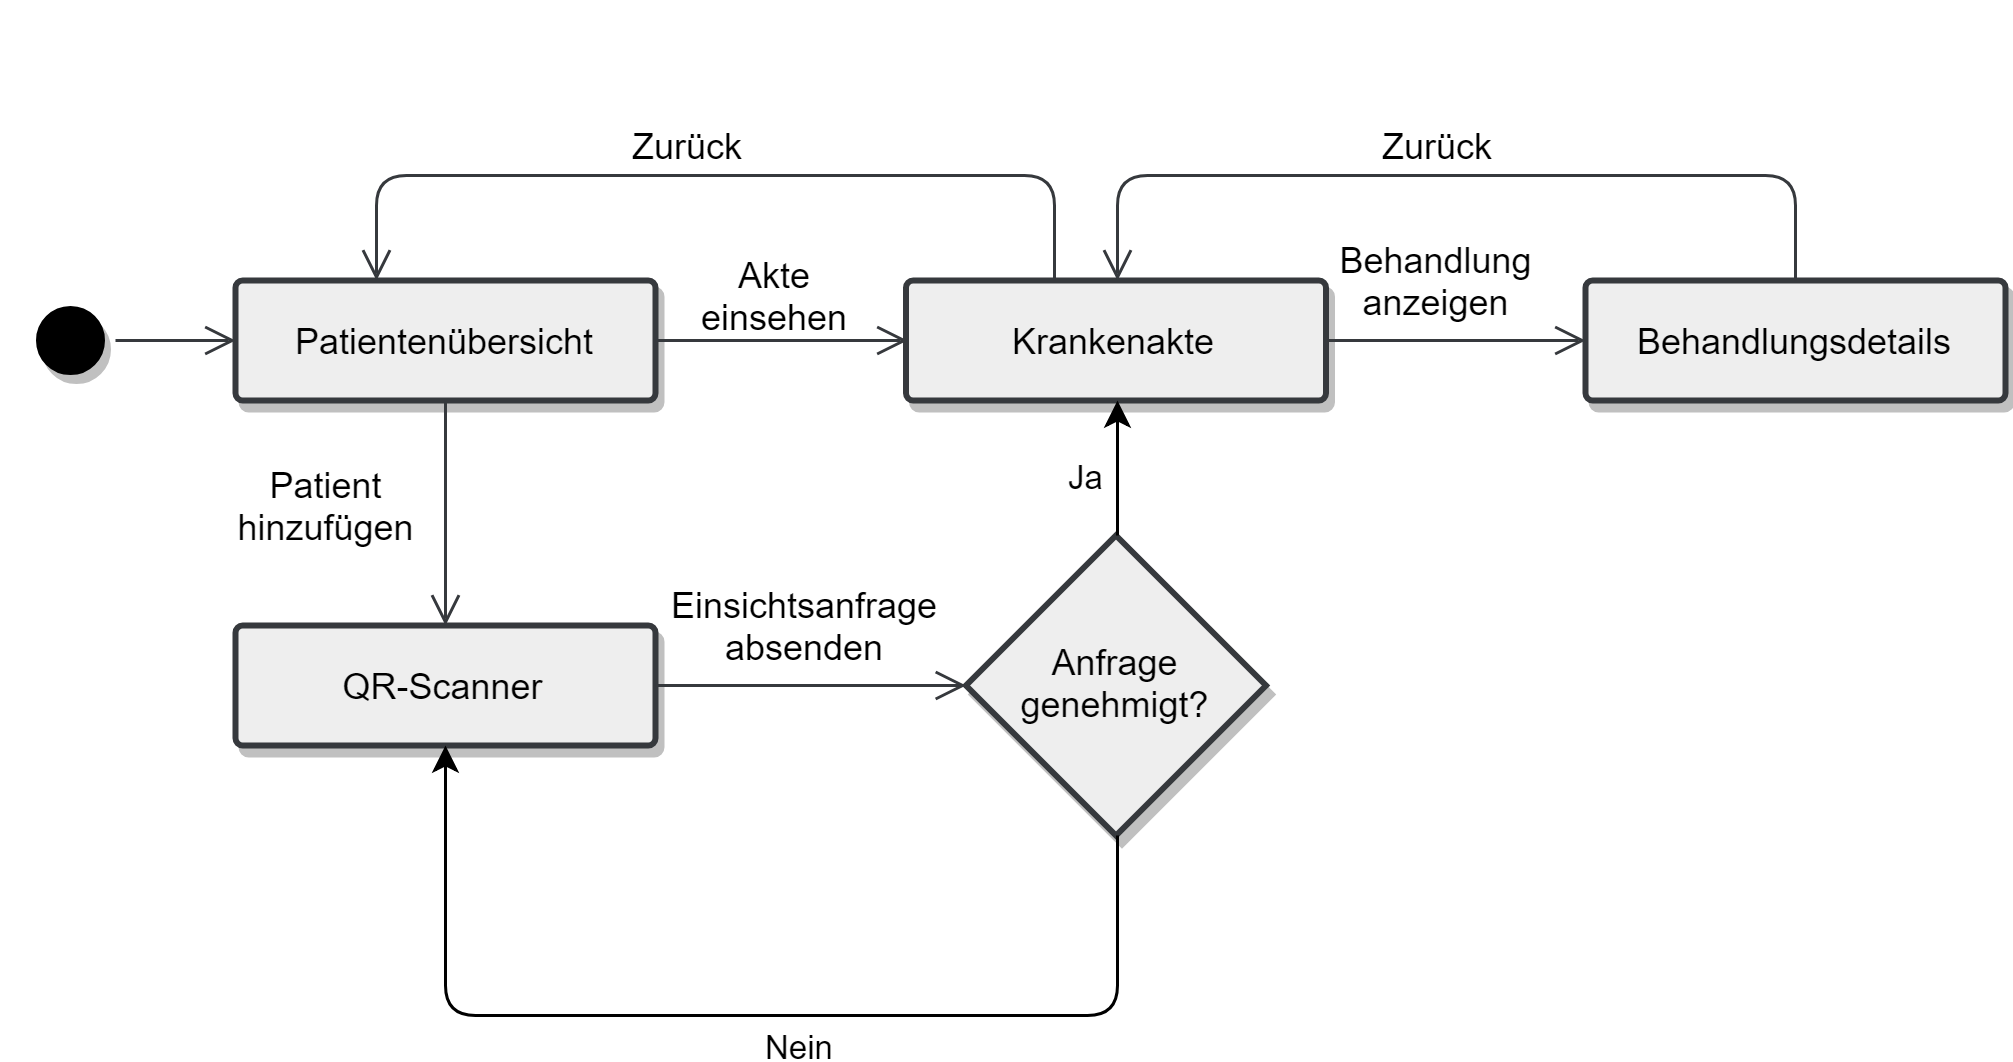 Zurück
Zurück
Akte
einsehen
Behandlung
anzeigen
Patientenübersicht
Krankenakte
Behandlungsdetails
Patient
hinzufügen
Ja
Einsichtsanfrage
absenden
QR-Scanner
Anfrage
genehmigt?
Nein